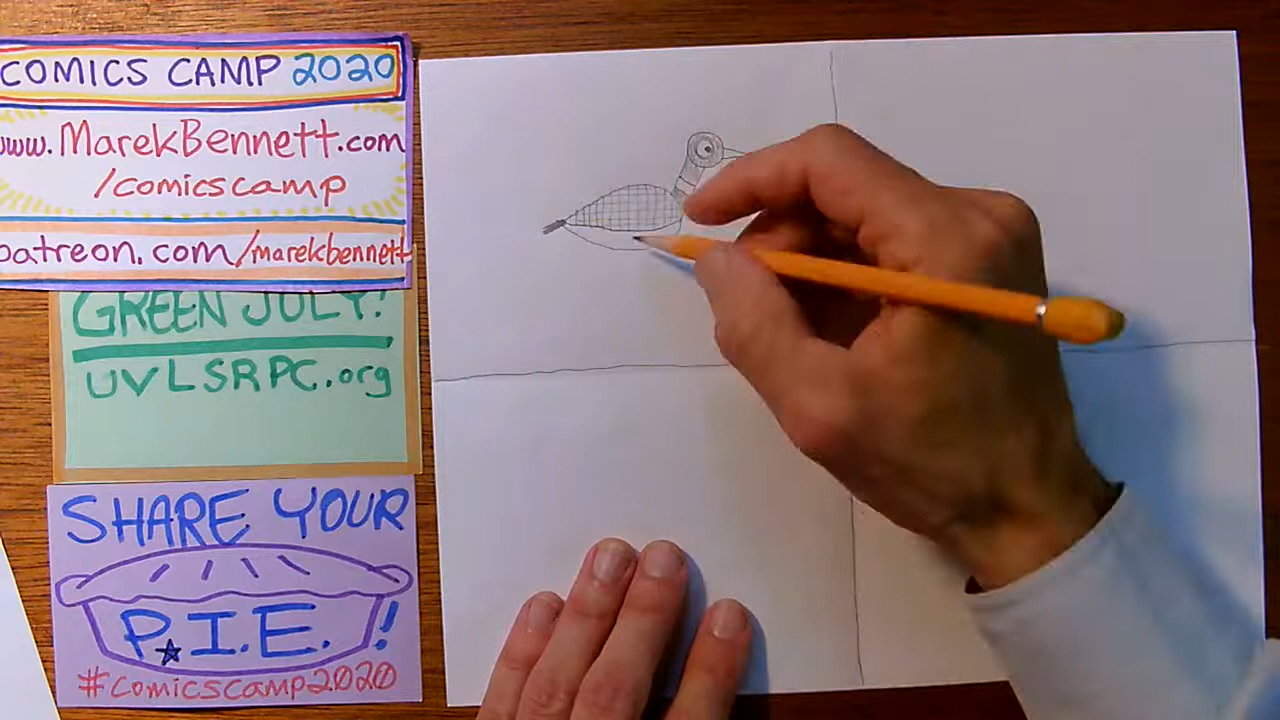 COMICS CAMP 2020
www.MarekBennett.com
/comicscamp
patreon.com/marekbennett
GREEN JULY!
UVLSRPC.org
SHARE YOUR
P.I.E.!
#comicscamp2020